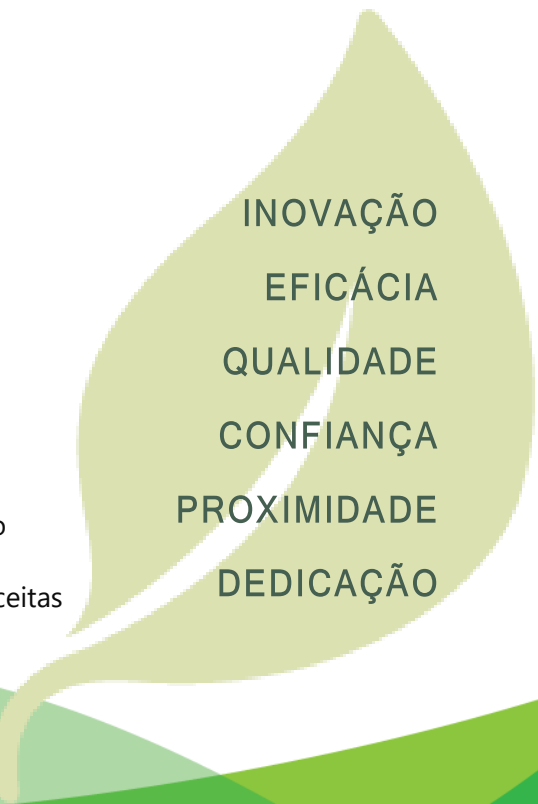 INOVAÇÃO
EFICÁCIA
QUALIDADE
CONFIANÇA
PROXIMIDADE
DEDICAÇÃO